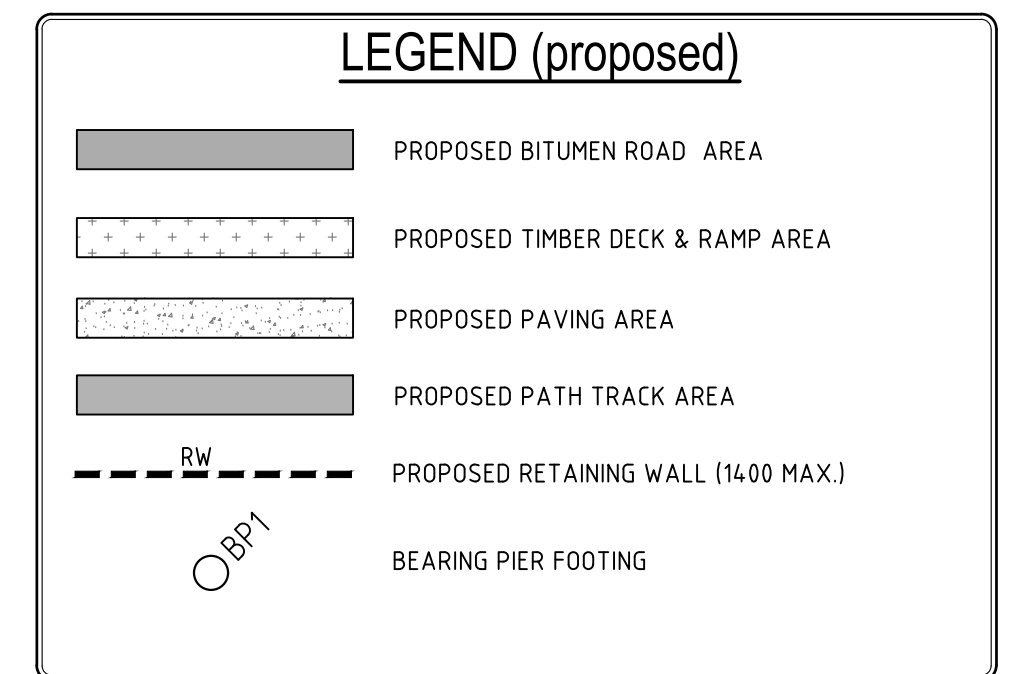 LEGEND (proposed)
PROPOSED BITUMEN ROAD AREA
PROPOSED TIMBER DECK & RAMP AREA
PROPOSED PAVING AREA
PROPOSED PATH TRACK AREA
RW
PROPOSED RETAINING WALL (1400 MAX.)
BP1
BEARING PIER FOOTING